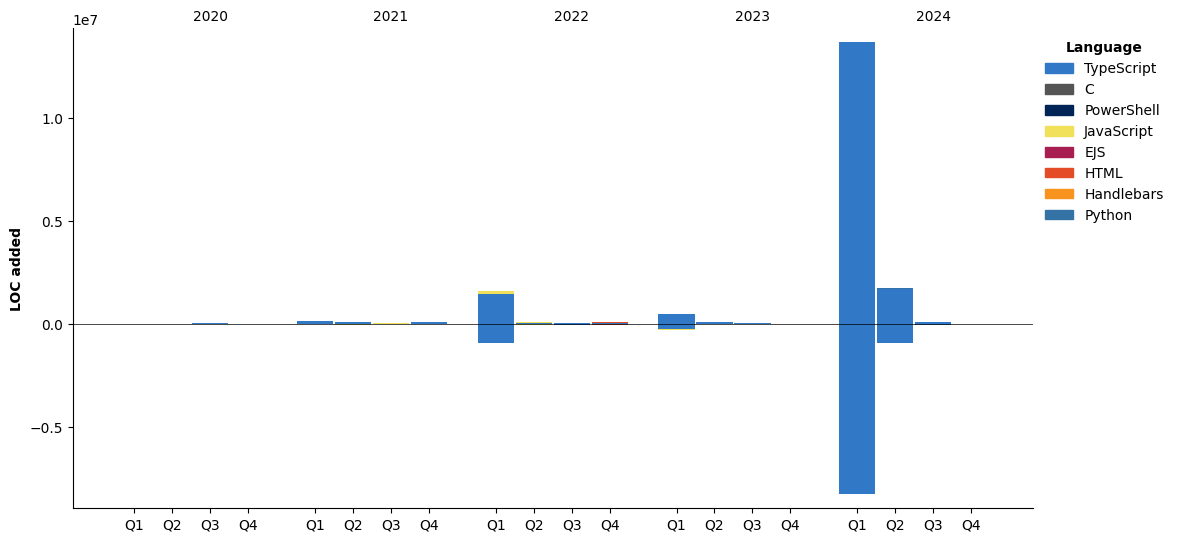 2020 2021 2022 2023 2024
1e7
Language
TypeScript
C
PowerShell
JavaScript
EJS
HTML
Handlebars
Python
1.0
0.5
0.0
−0.5
LOC added
Q1 Q2 Q3 Q4 Q1 Q2 Q3 Q4 Q1 Q2 Q3 Q4 Q1 Q2 Q3 Q4 Q1 Q2 Q3 Q4